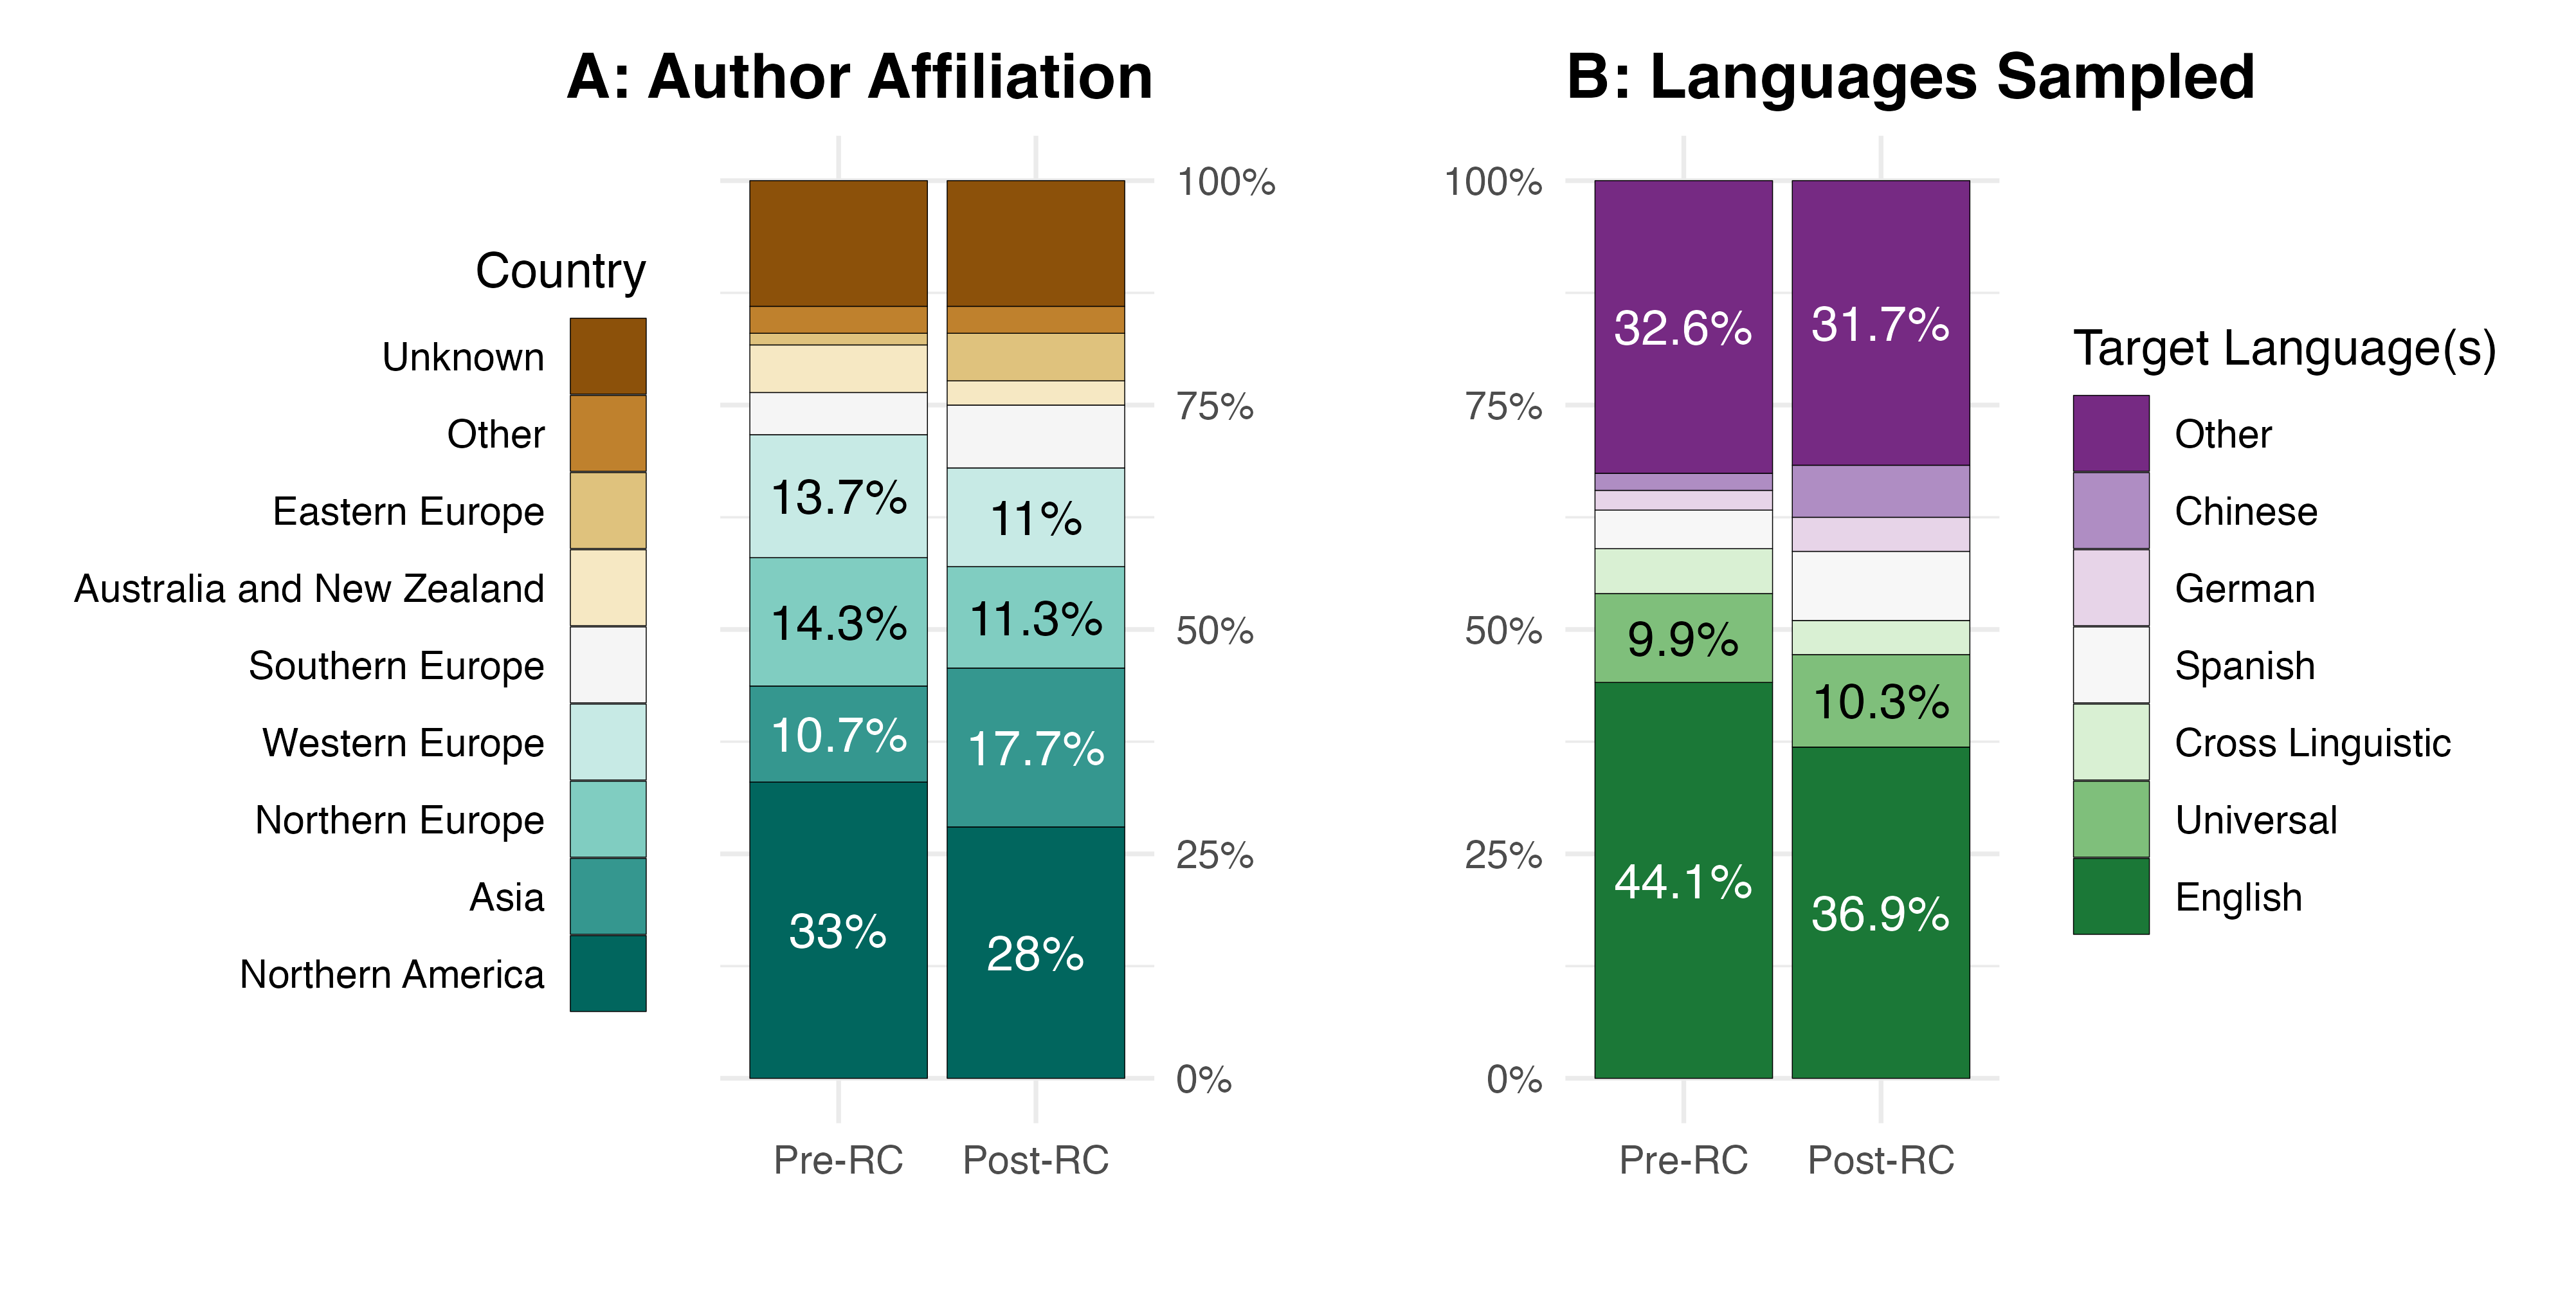 A: Author Affiliation
Country
Unknown
Other
Eastern Europe
Australia and New Zealand
Southern Europe
Western Europe
Northern Europe
Asia
Northern America
13.7%
14.3%
10.7%
33%
11%
11.3%
17.7%
28%
100%
75%
50%
25%
0%
Pre-RC
Post-RC
B: Languages Sampled
100%
75%
50%
25%
0%
32.6%
9.9%
44.1%
31.7%
10.3%
36.9%
Pre-RC
Post-RC
Target Language(s)
Other
Chinese
German
Spanish
Cross Linguistic
Universal
English